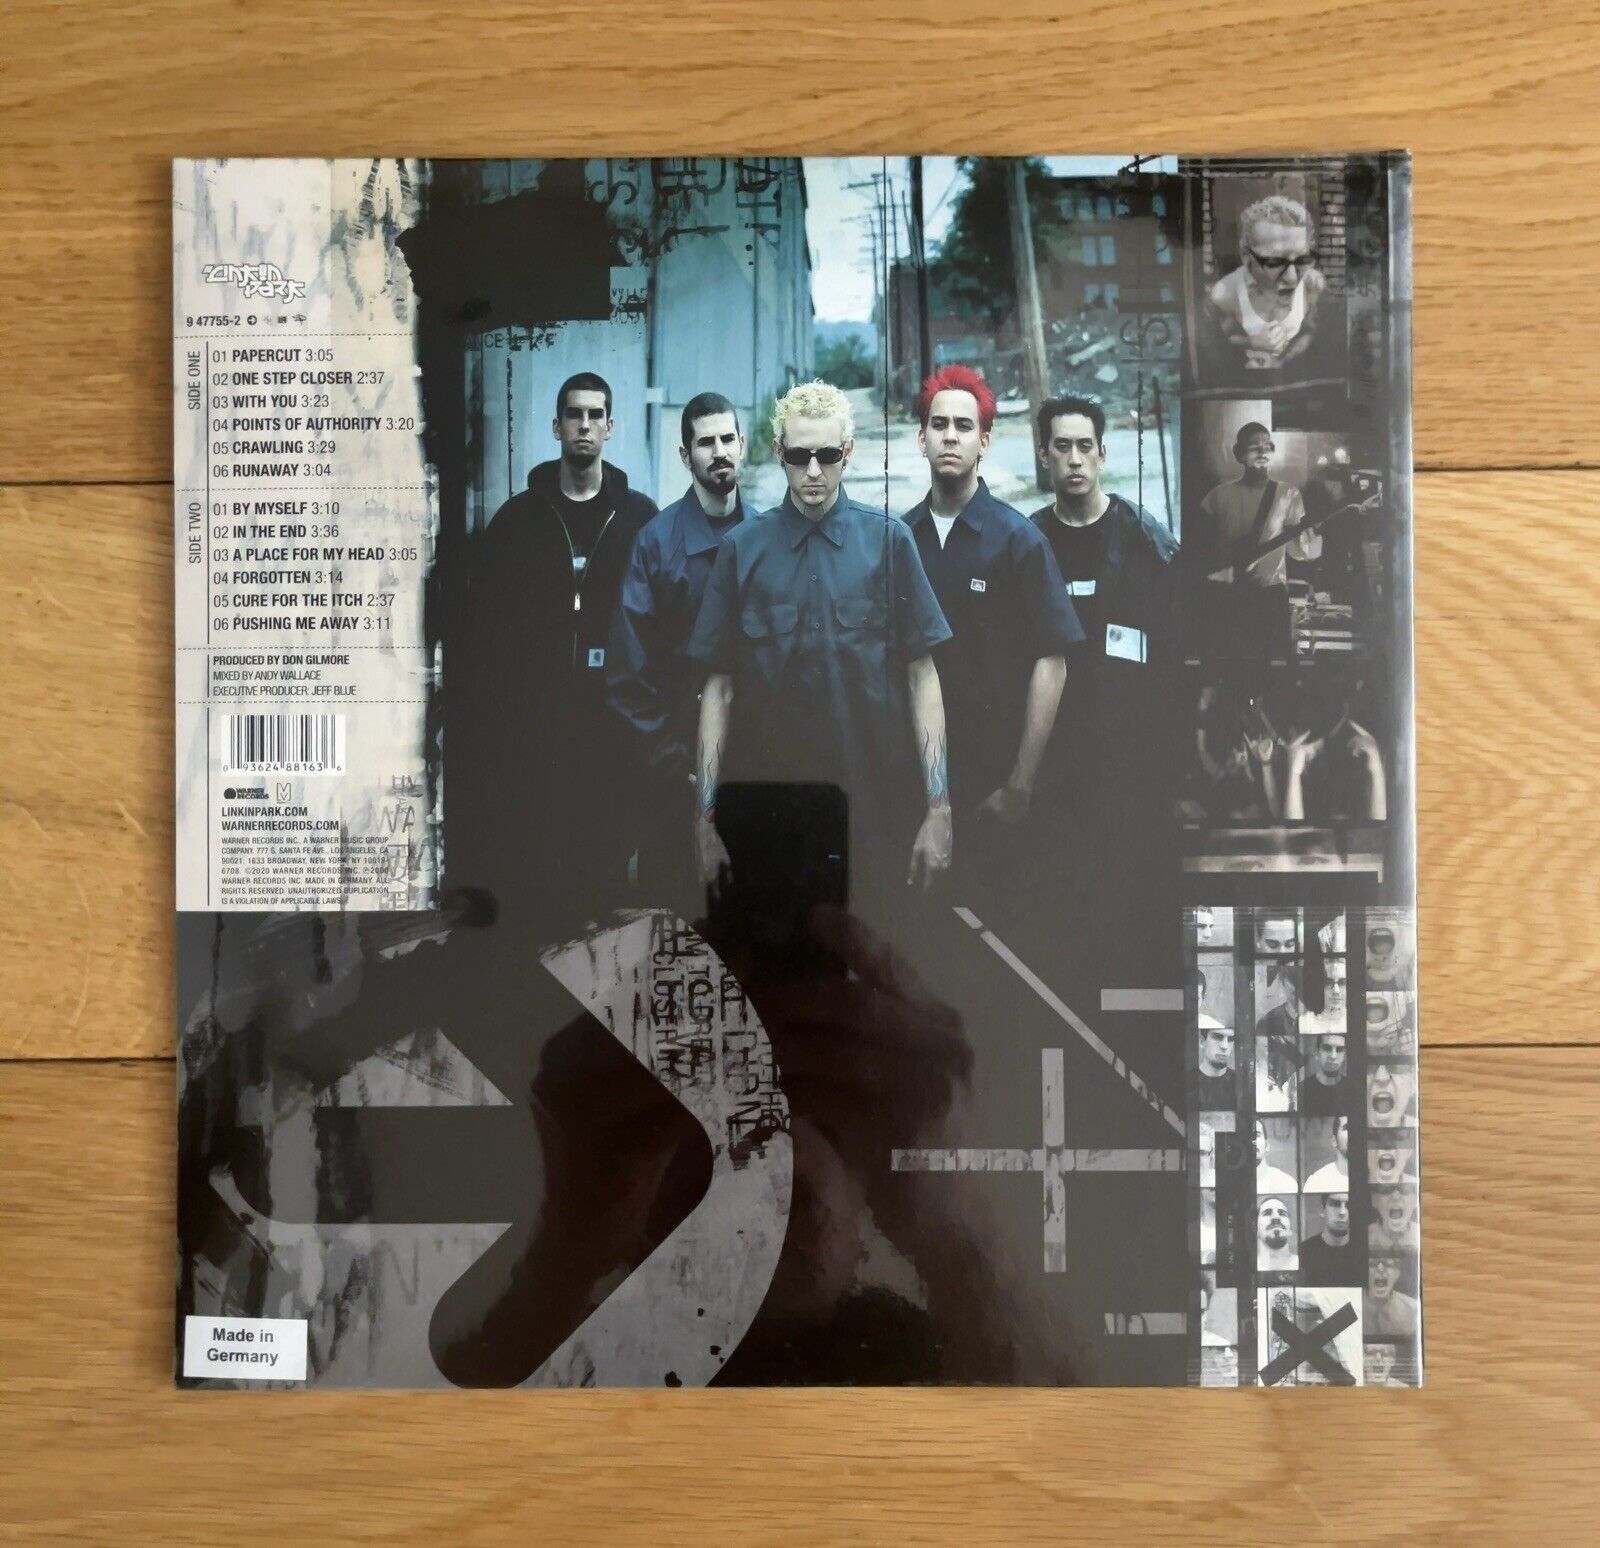 LINKIN
PARK
9 47755-2
SIDE ONE
01 PAPERCUT 3:05
02 ONE STEP CLOSER 2:37
03 WITH YOU 3:23
04 POINTS OF AUTHORITY 3:20
05 CRAWLING 3:29
06 RUNAWAY 3:04
SIDE TWO
01 BY MYSELF 3:10
02 IN THE END 3:36
03 A PLACE FOR MY HEAD 3:05
04 FORGOTTEN 3:14
05 CURE FOR THE ITCH 2:37
06 PUSHING ME AWAY 3:11
PRODUCED BY DON GILMORE
MIXED BY ANDY WALLACE
EXECUTIVE PRODUCER: JEFF BLUE
0 93624 88163 6
WARNER
RECORDS
LINKINPARK.COM
WARNERRECORDS.COM
WARNER RECORDS INC., A WARNER MUSIC GROUP
COMPANY. 777 S. SANTA FE AVE., LOS ANGELES, CA
90021. 1633 BROADWAY, NEW YORK, NY 10019-
6708. ©2020 WARNER RECORDS INC. ℗2000
WARNER RECORDS INC. MADE IN GERMANY. ALL
RIGHTS RESERVED. UNAUTHORIZED DUPLICATION
IS A VIOLATION OF APPLICABLE LAWS.
Made in
Germany